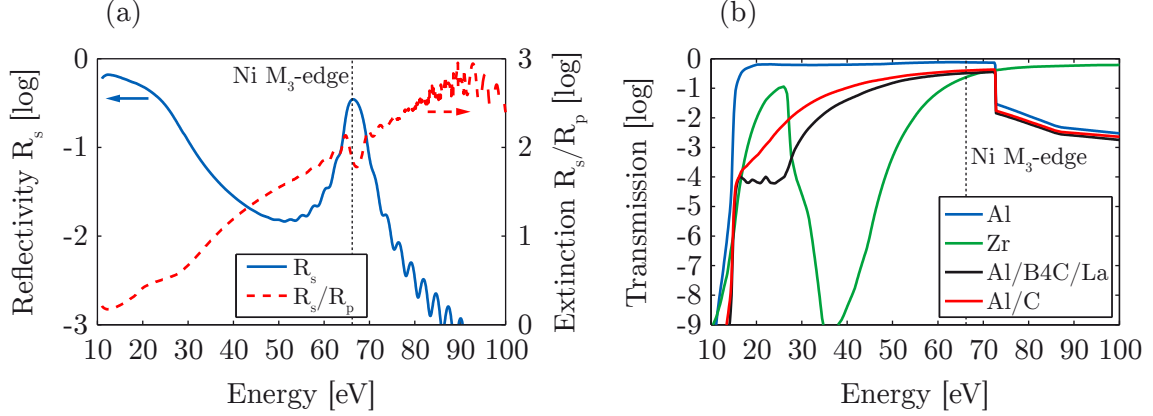 (a)
Reflectivity R_s [log]
0
-1
-2
-3
Ni M_3-edge
R_s
R_s/R_p
3
2
1
0
Extinction R_s/R_p [log]
10 20 30 40 50 60 70 80 90 100
Energy [eV]
(b)
Transmission [log]
0
-1
-2
-3
-4
-5
-6
-7
-8
-9
Ni M_3-edge
Al
Zr
Al/B4C/La
Al/C
10 20 30 40 50 60 70 80 90 100
Energy [eV]